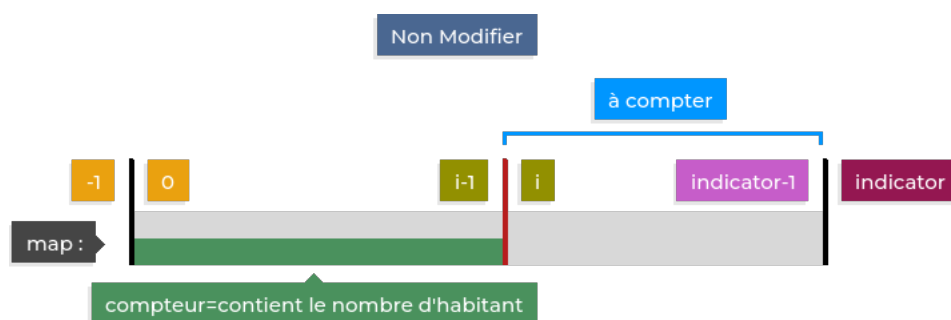 Non Modifier
à compter
-1 0 i-1 i indicator-1 indicator
map :
compteur=contient le nombre d'habitant